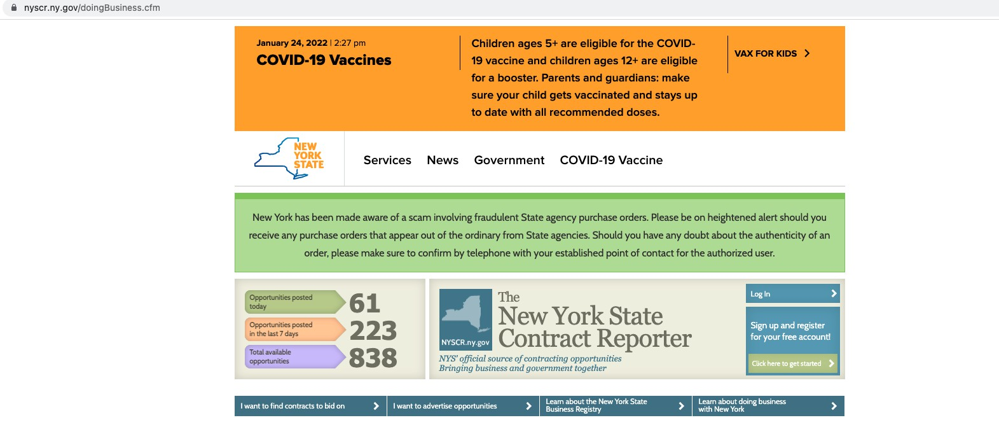 nyscr.ny.gov/doingBusiness.cfm
January 24, 2022 | 2:27 pm
COVID-19 Vaccines
Children ages 5+ are eligible for the COVID-
19 vaccine and children ages 12+ are eligible
for a booster. Parents and guardians: make
sure your child gets vaccinated and stays up
to date with all recommended doses.
VAX FOR KIDS
NEW
YORK
STATE
Services News Government COVID-19 Vaccine
New York has been made aware of a scam involving fraudulent State agency purchase orders. Please be on heightened alert should you
receive any purchase orders that appear out of the ordinary from State agencies. Should you have any doubt about the authenticity of an
order, please make sure to confirm by telephone with your established point of contact for the authorized user.
Opportunities posted
today
61
Opportunities posted
in the last 7 days
223
Total available
opportunities
838
NYSCR.ny.gov
The
New York State
Contract Reporter
NYS' official source of contracting opportunities
Bringing business and government together
Log In
Sign up and register
for your free account!
Click here to get started
I want to find contracts to bid on
I want to advertise opportunities
Learn about the New York State
Business Registry
Learn about doing business
with New York